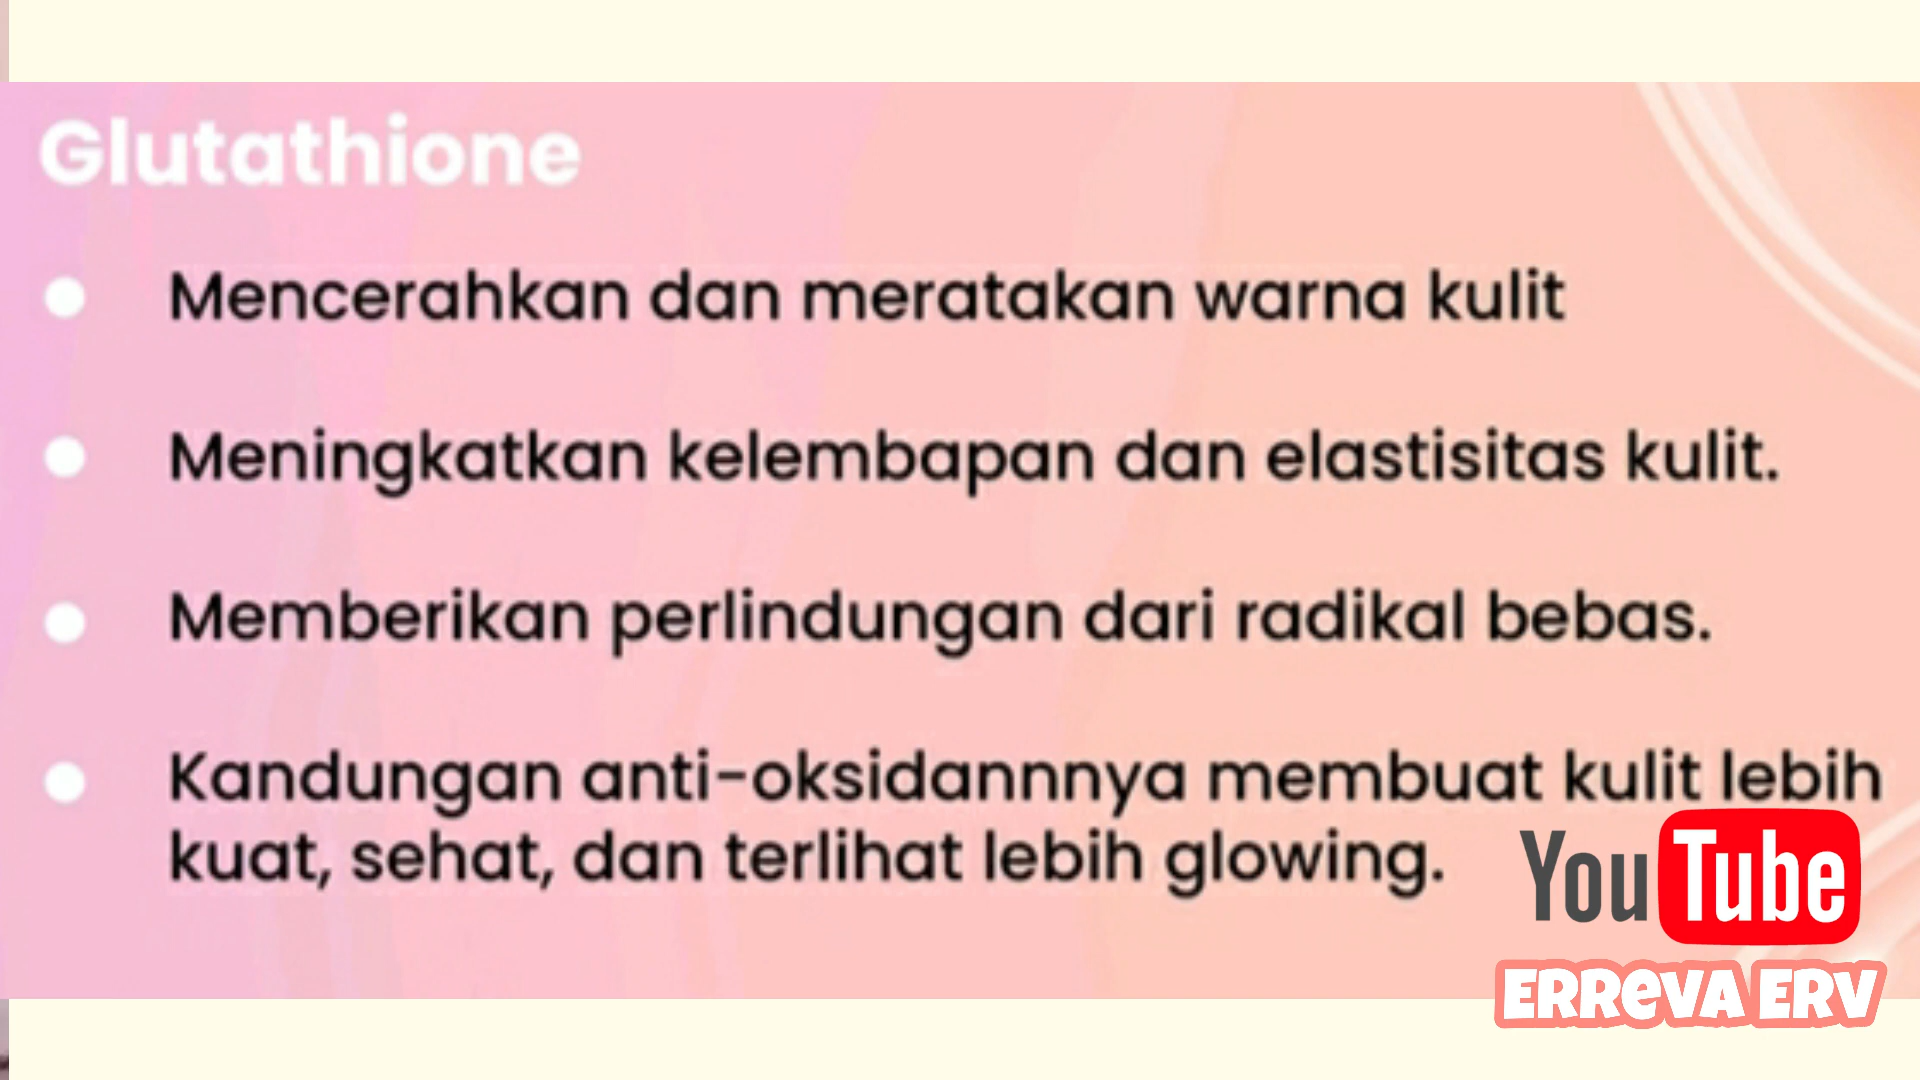 Glutathione
Mencerahkan dan meratakan warna kulit
Meningkatkan kelembapan dan elastisitas kulit.
Memberikan perlindungan dari radikal bebas.
Kandungan anti-oksidannnya membuat kulit lebih
kuat, sehat, dan terlihat lebih glowing.
YouTube
ERReVA ERV